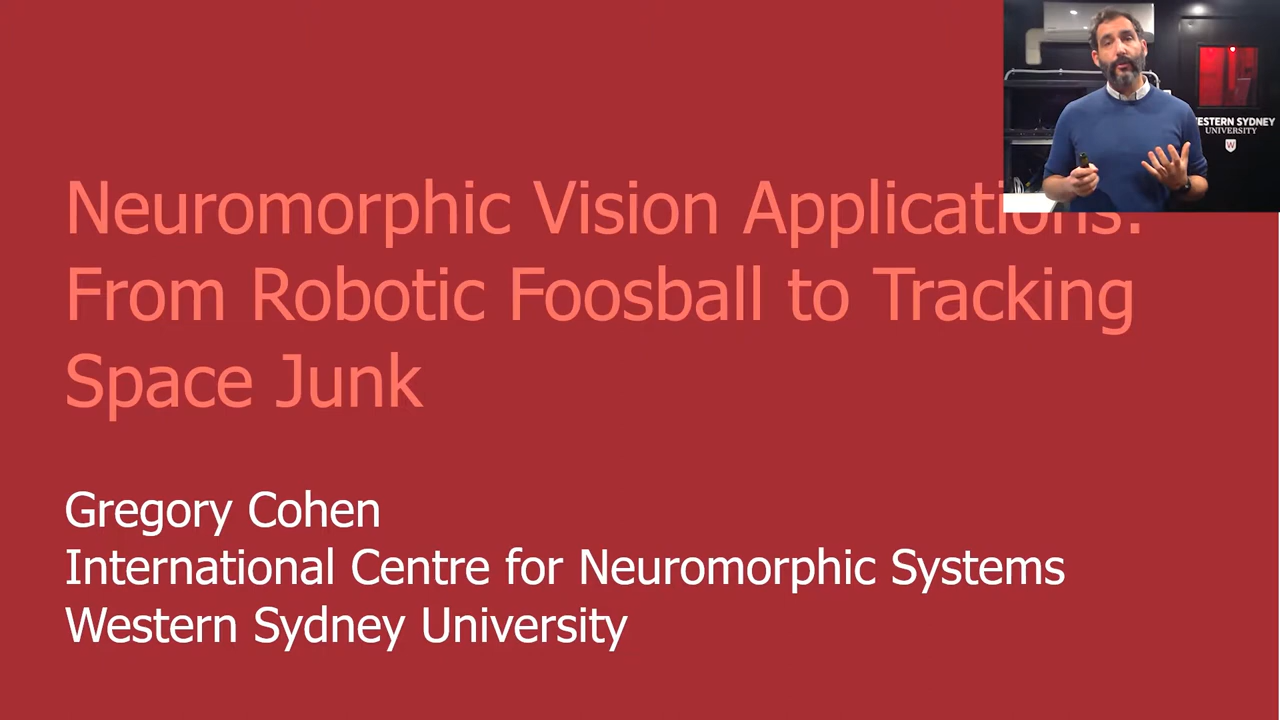 Neuromorphic Vision Applications:
From Robotic Foosball to Tracking
Space Junk
Gregory Cohen
International Centre for Neuromorphic Systems
Western Sydney University
WESTERN SYDNEY
UNIVERSITY
W